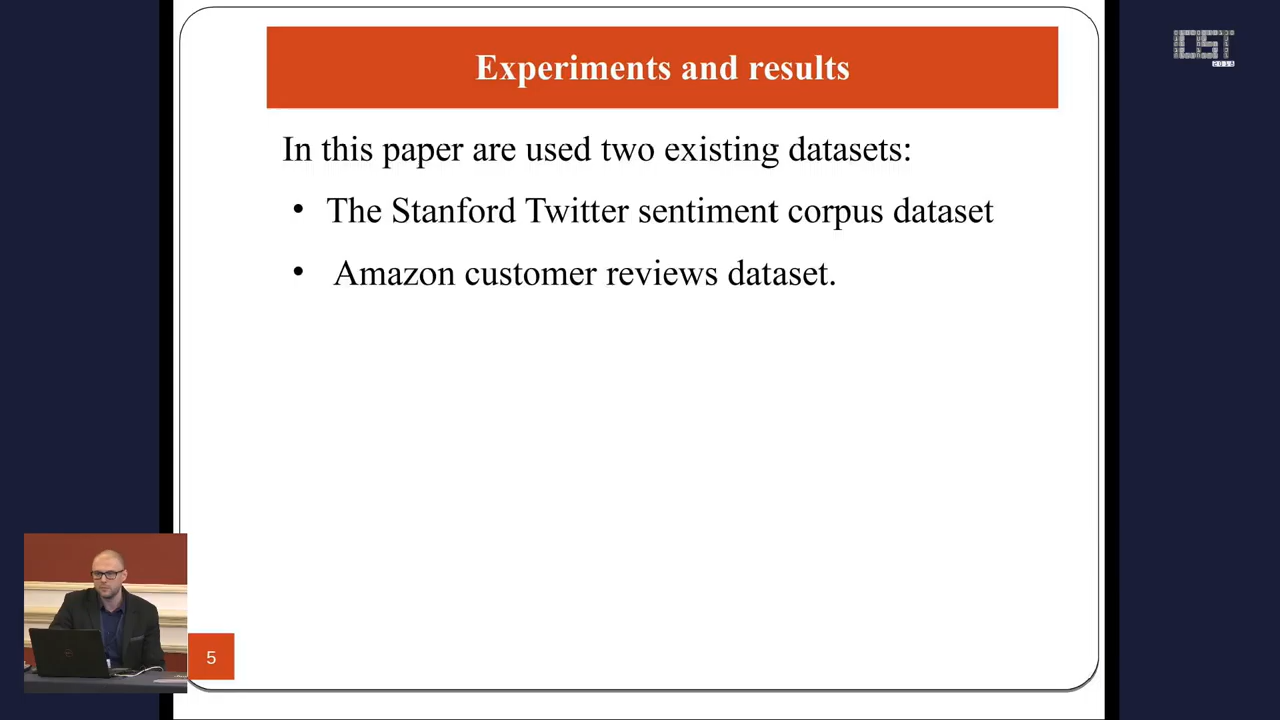 Experiments and results
In this paper are used two existing datasets:
• The Stanford Twitter sentiment corpus dataset
• Amazon customer reviews dataset.
5
2018